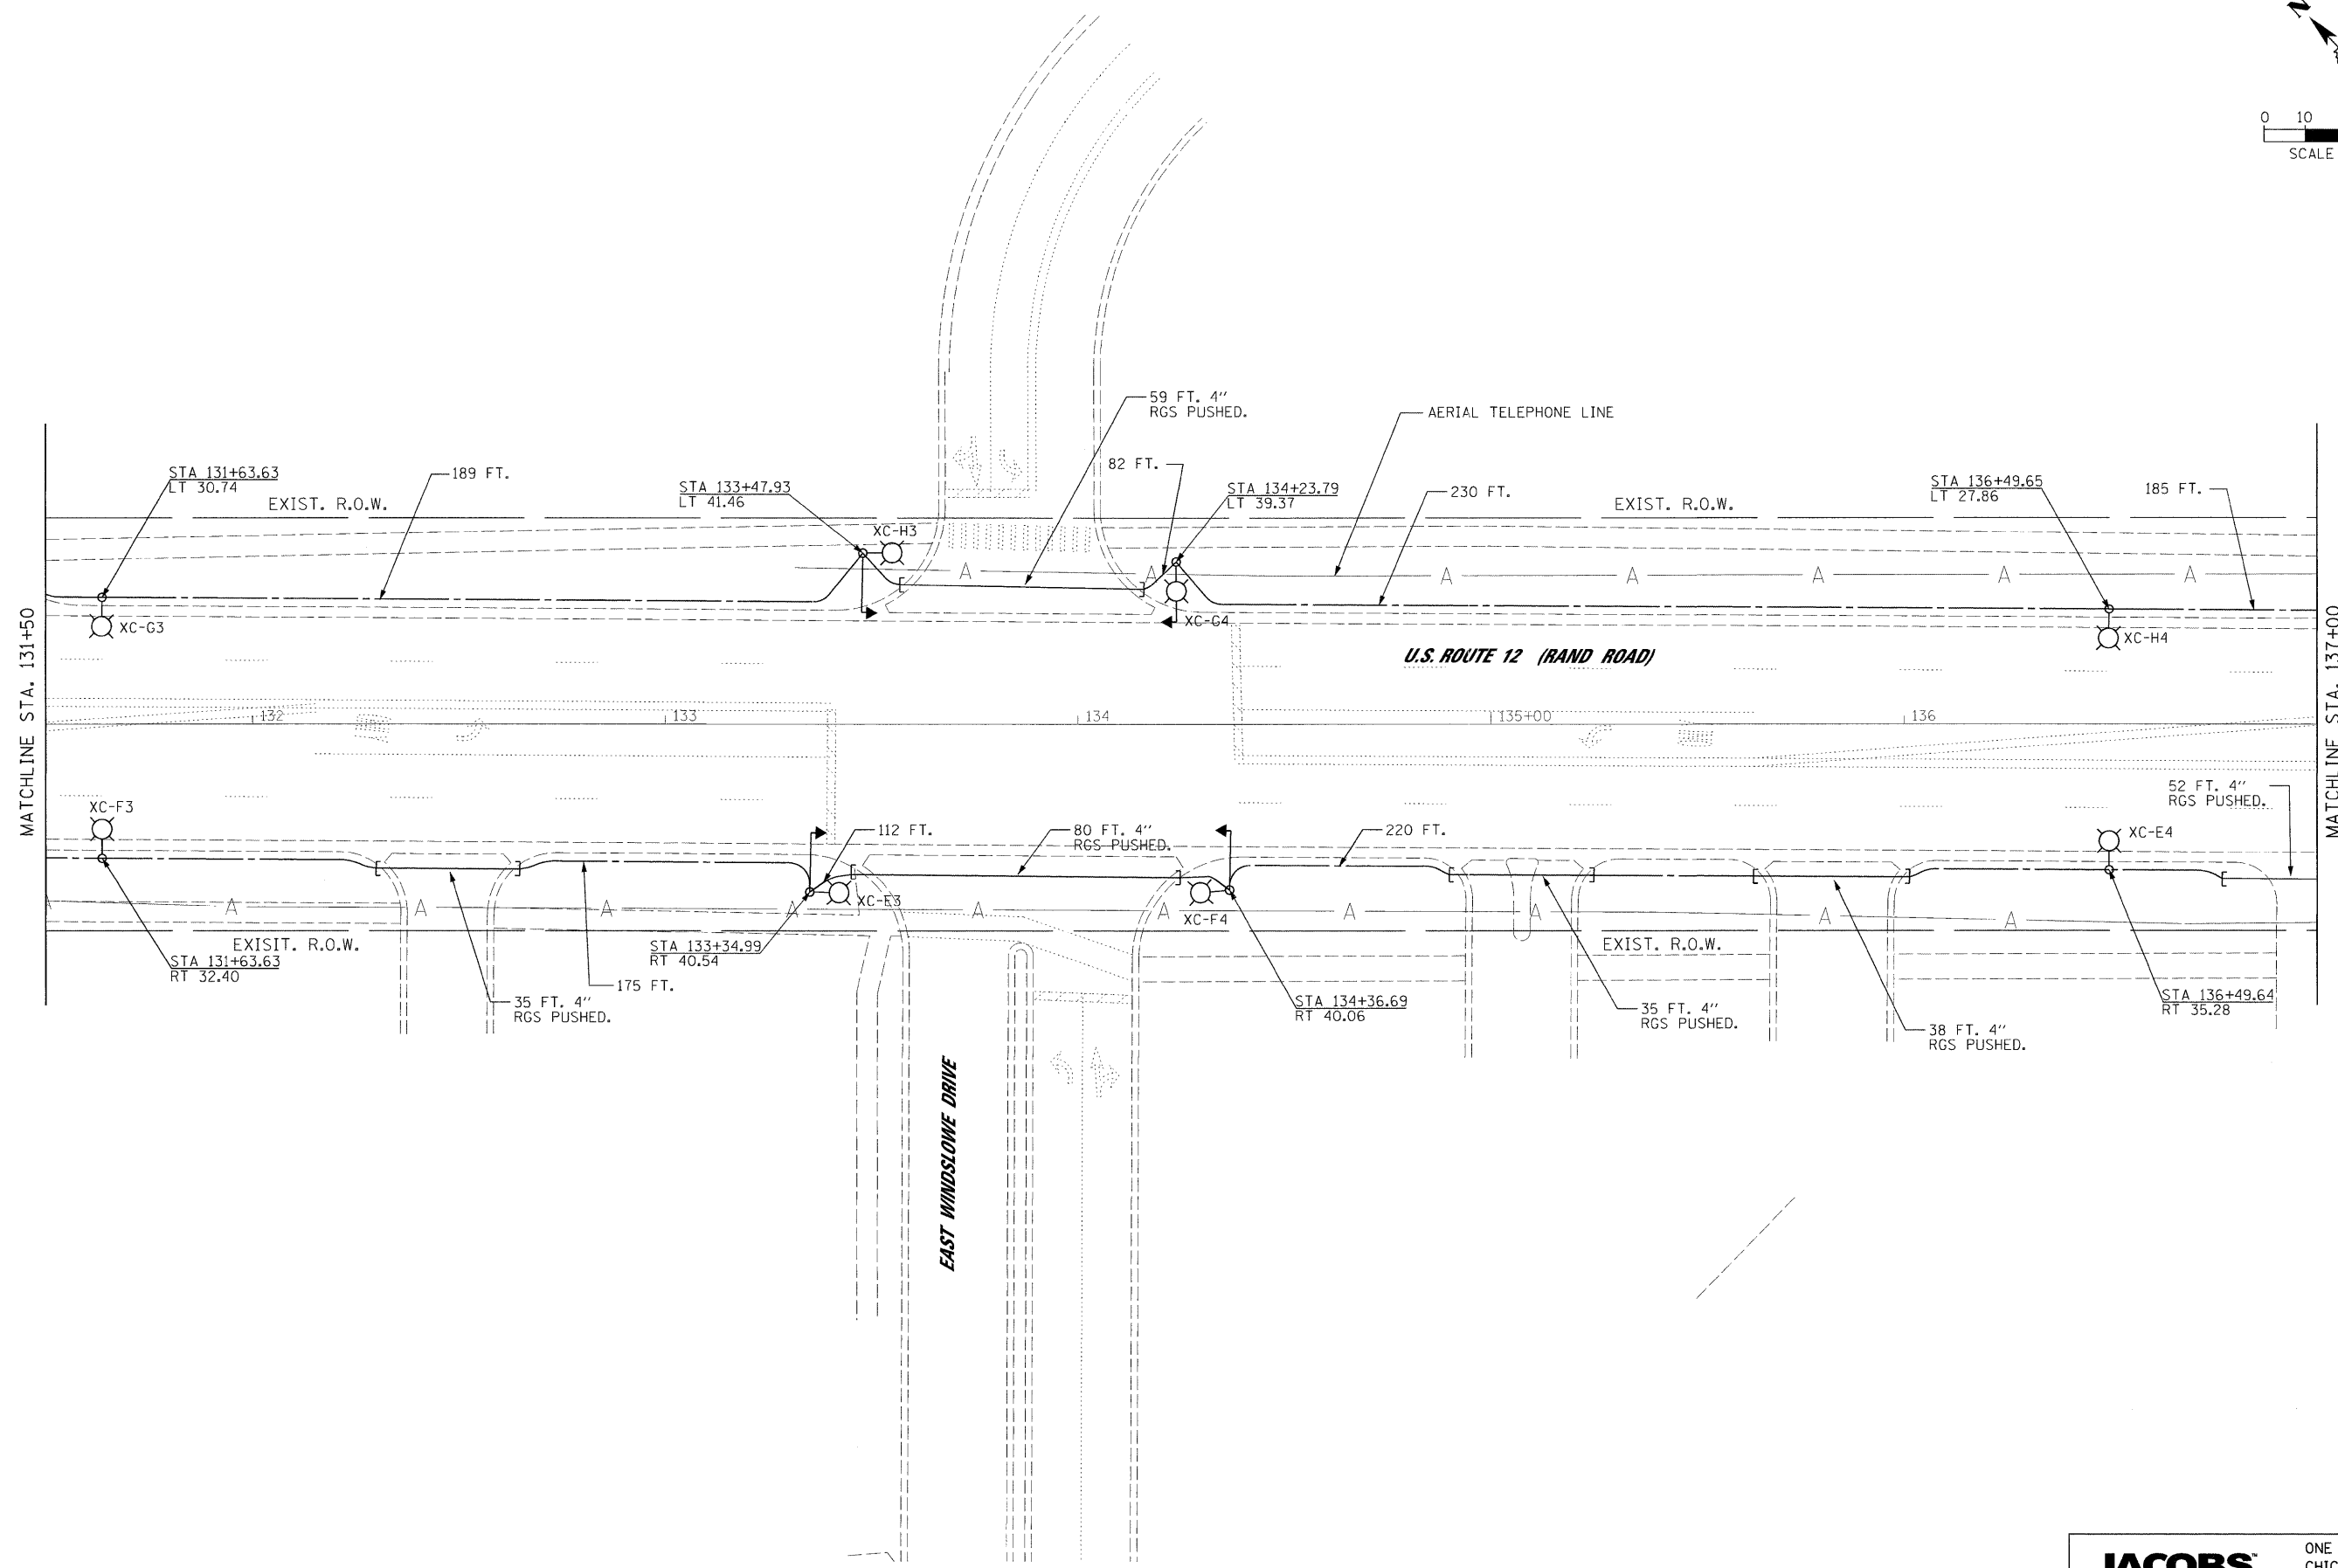 N
0 10
SCALE
59 FT. 4"
RGS PUSHED.
AERIAL TELEPHONE LINE
STA 131+63.63
LT 30.74
189 FT.
EXIST. R.O.W.
STA 133+47.93
LT 41.46
XC-H3
82 FT.
STA 134+23.79
LT 39.37
230 FT.
EXIST. R.O.W.
STA 136+49.65
LT 27.86
185 FT.
A A A A A A A
XC-G3
XC-G4
XC-H4
U.S. ROUTE 12 (RAND ROAD)
MATCHLINE STA. 131+50
MATCHLINE STA. 137+00
132
133
134
135+00
136
XC-F3
112 FT.
80 FT. 4"
RGS PUSHED.
220 FT.
52 FT. 4"
RGS PUSHED.
XC-E4
XC-E3
XC-F4
A A A A A A A A A A A
EXISIT. R.O.W.
STA 131+63.63
RT 32.40
STA 133+34.99
RT 40.54
175 FT.
35 FT. 4"
RGS PUSHED.
EXIST. R.O.W.
STA 134+36.69
RT 40.06
35 FT. 4"
RGS PUSHED.
38 FT. 4"
RGS PUSHED.
STA 136+49.64
RT 35.28
EAST WINDSLOWE DRIVE
JACOBS™
ONE